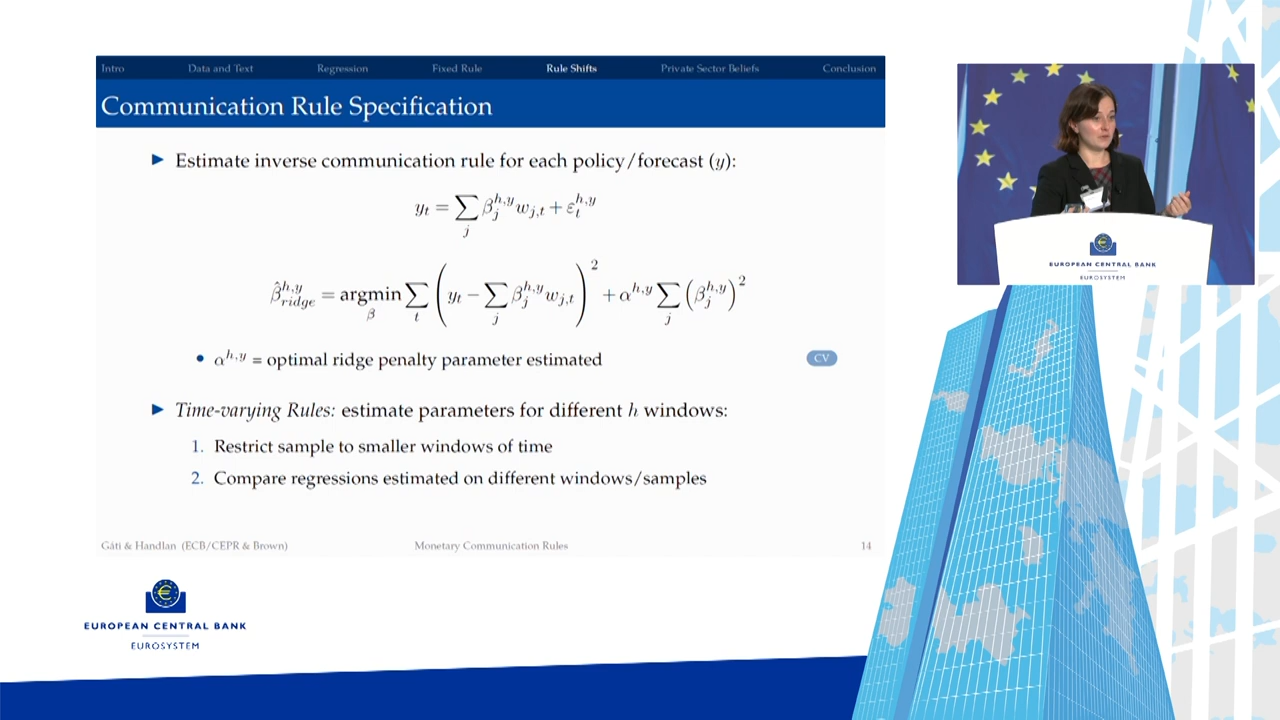 Intro Data and Text Regression Fixed Rule Rule Shifts Private Sector Beliefs Conclusion
Communication Rule Specification
► Estimate inverse communication rule for each policy/forecast (y):
y_t = ∑_j β_j^{h,y} w_{j,t} + ε_t^{h,y}
β̂_{ridge}^{h,y} = argmin_β ∑_t ( y_t − ∑_j β_j^{h,y} w_{j,t} )^2 + α^{h,y} ∑_j (β_j^{h,y})^2
• α^{h,y} = optimal ridge penalty parameter estimated CV
► Time-varying Rules: estimate parameters for different h windows:
1. Restrict sample to smaller windows of time
2. Compare regressions estimated on different windows/samples
Gáti & Handlan (ECB/CEPR & Brown) Monetary Communication Rules 14
EUROPEAN CENTRAL BANK
EUROSYSTEM
EUROPEAN CENTRAL BANK
EUROSYSTEM